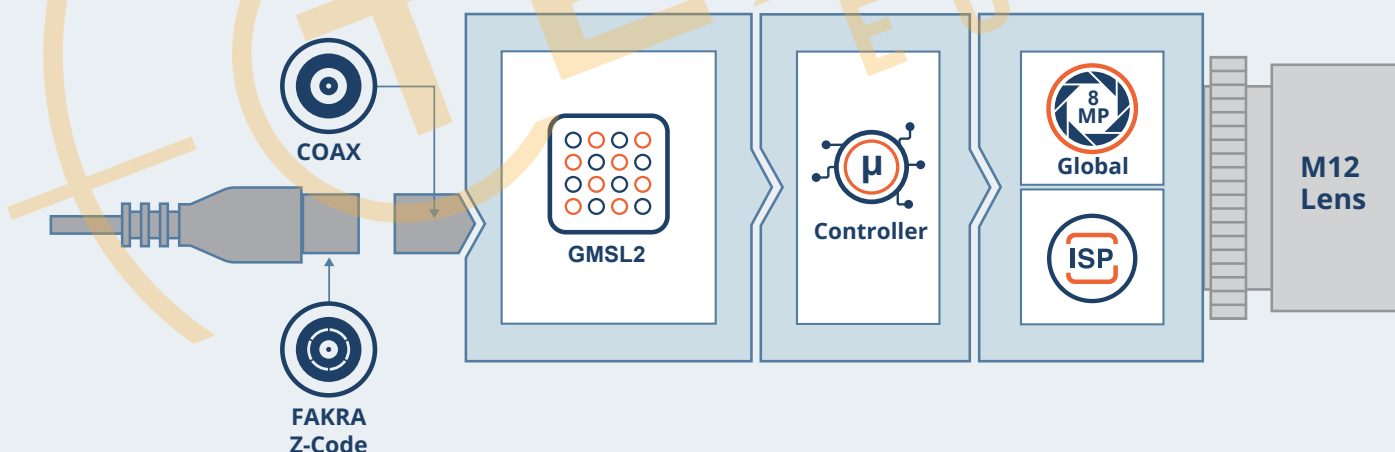 COAX
FAKRA
Z-Code
GMSL2
µ
Controller
8
MP
Global
ISP
M12
Lens